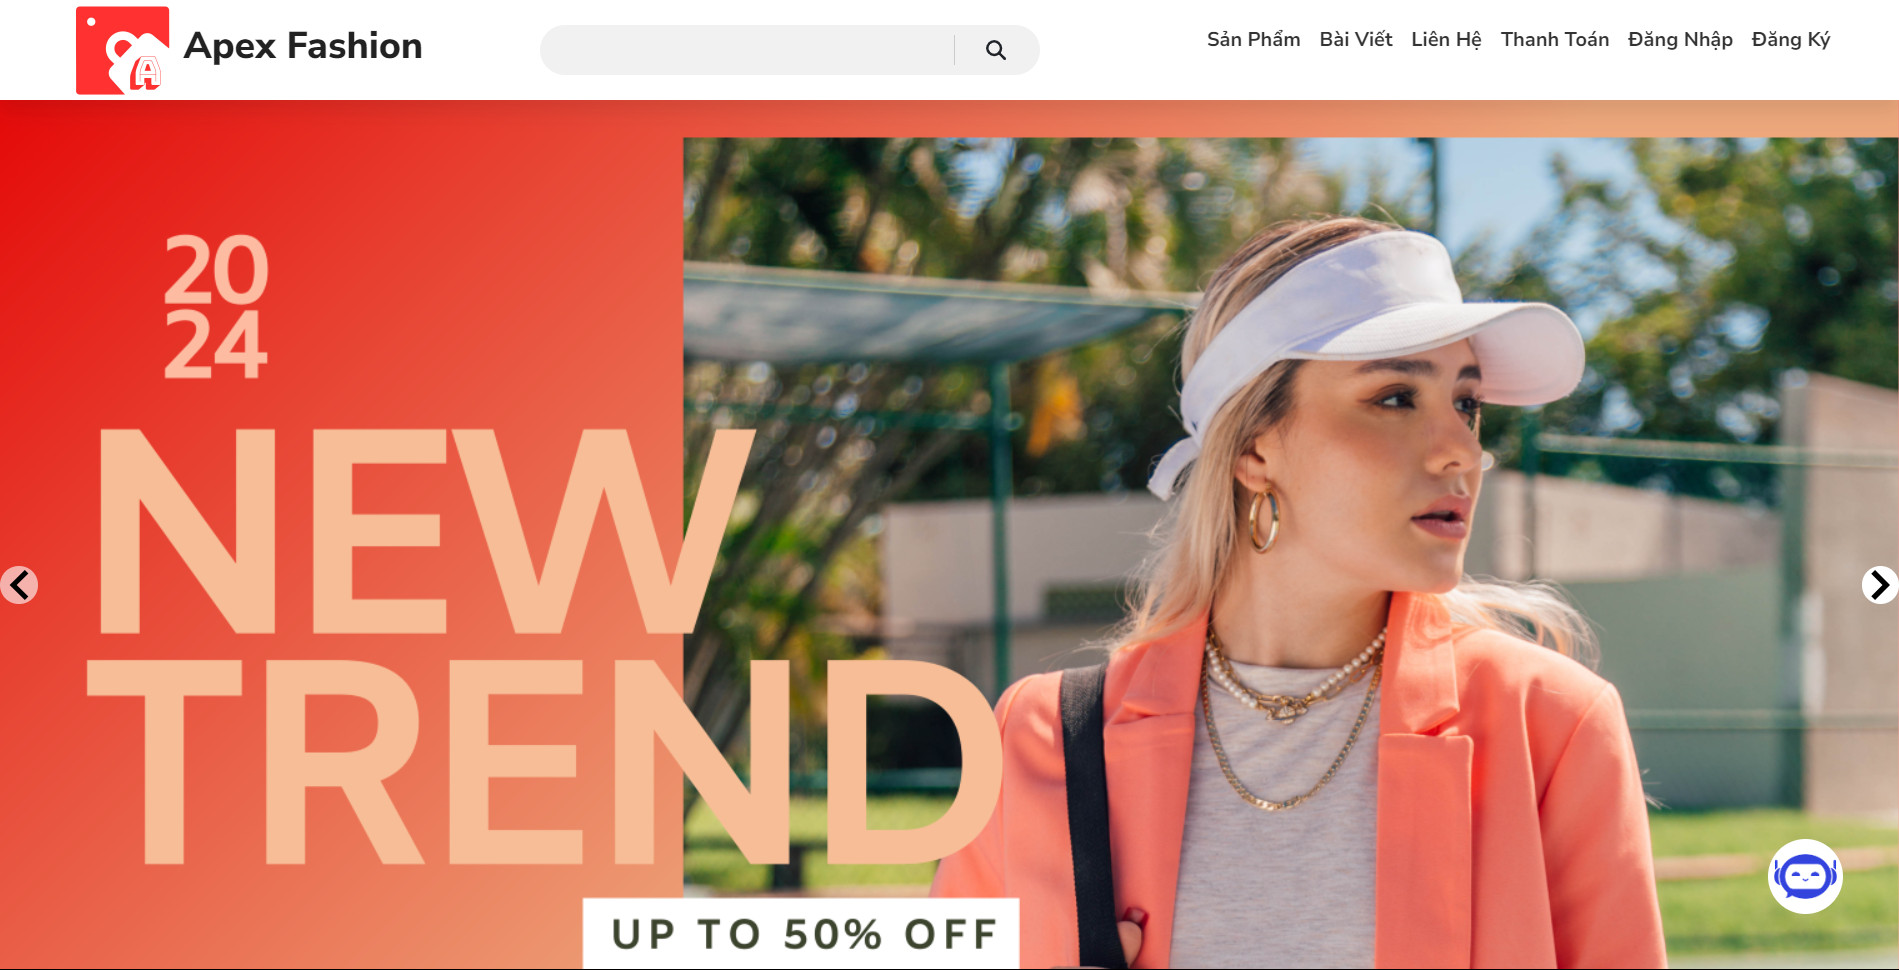 A
Apex Fashion
Sản Phẩm Bài Viết Liên Hệ Thanh Toán Đăng Nhập Đăng Ký
20
24
NEW
TREND
UP TO 50% OFF